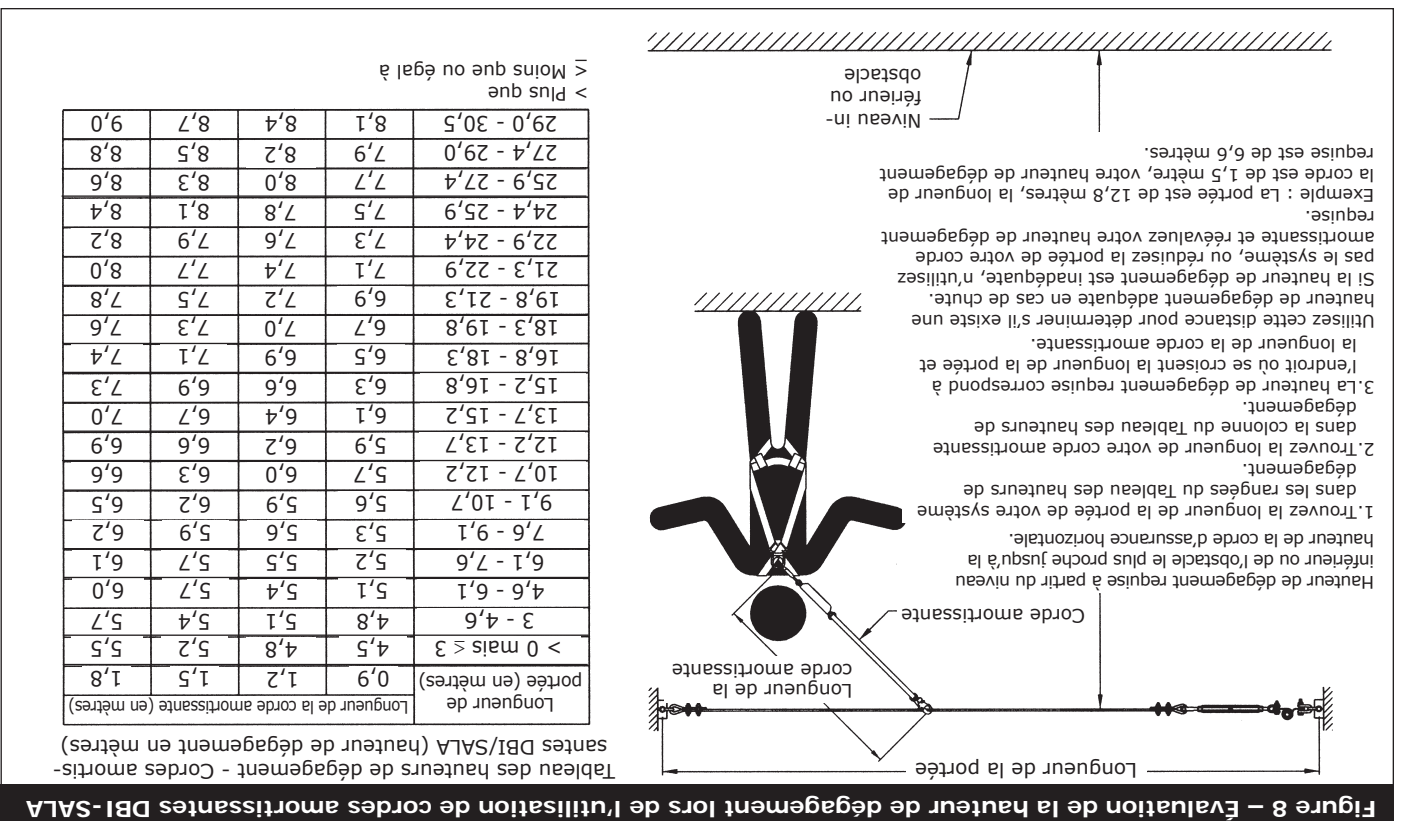 Figure 8 – Évaluation de la hauteur de dégagement lors de l'utilisation de cordes amortissantes DBI-SALA
Longueur de la portée
Longueur de la
corde amortissante
Corde amortissante
Hauteur de dégagement requise à partir du niveau
inférieur ou de l'obstacle le plus proche jusqu'à la
hauteur de la corde d'assurance horizontale.
1.Trouvez la longueur de la portée de votre système
dans les rangées du Tableau des hauteurs de
dégagement.
2.Trouvez la longueur de votre corde amortissante
dans la colonne du Tableau des hauteurs de
dégagement.
3.La hauteur de dégagement requise correspond à
l'endroit où se croisent la longueur de la portée et
la longueur de la corde amortissante.
Utilisez cette distance pour déterminer s'il existe une
hauteur de dégagement adéquate en cas de chute.
Si la hauteur de dégagement est inadéquate, n'utilisez
pas le système, ou réduisez la portée de votre corde
amortissante et réévaluez votre hauteur de dégagement
requise.
Exemple : La portée est de 12,8 mètres, la longueur de
la corde est de 1,5 mètre, votre hauteur de dégagement
requise est de 6,6 mètres.
Niveau in-
férieur ou
obstacle
Tableau des hauteurs de dégagement - Cordes amortis-
santes DBI/SALA (hauteur de dégagement en mètres)
Longueur de
portée (en mètres)
Longueur de la corde amortissante (en mètres)
0,9 1,2 1,5 1,8
> 0 mais ≤ 3 4,5 4,8 5,2 5,5
3 - 4,6 4,8 5,1 5,4 5,7
4,6 - 6,1 5,1 5,4 5,7 6,0
6,1 - 7,6 5,2 5,5 5,7 6,1
7,6 - 9,1 5,3 5,6 5,9 6,2
9,1 - 10,7 5,6 5,9 6,2 6,5
10,7 - 12,2 5,7 6,0 6,3 6,6
12,2 - 13,7 5,9 6,2 6,6 6,9
13,7 - 15,2 6,1 6,4 6,7 7,0
15,2 - 16,8 6,3 6,6 6,9 7,3
16,8 - 18,3 6,5 6,9 7,1 7,4
18,3 - 19,8 6,7 7,0 7,3 7,6
19,8 - 21,3 6,9 7,2 7,5 7,8
21,3 - 22,9 7,1 7,4 7,7 8,0
22,9 - 24,4 7,3 7,6 7,9 8,2
24,4 - 25,9 7,5 7,8 8,1 8,4
25,9 - 27,4 7,7 8,0 8,3 8,6
27,4 - 29,0 7,9 8,2 8,5 8,8
29,0 - 30,5 8,1 8,4 8,7 9,0
> Plus que
≤ Moins que ou égal à